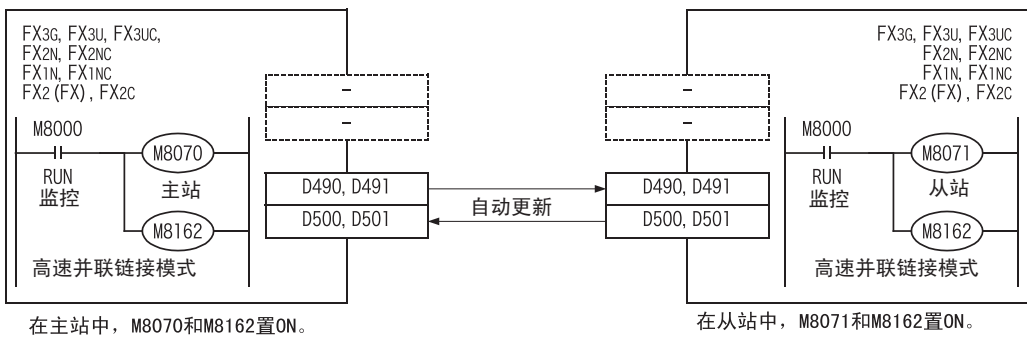 FX3G, FX3U, FX3UC,
FX2N, FX2NC
FX1N, FX1NC
FX2(FX), FX2C
M8000
RUN
监控
M8070
主站
M8162
高速并联链接模式
-
-
D490, D491
D500, D501
自动更新
-
-
D490, D491
D500, D501
FX3G, FX3U, FX3UC
FX2N, FX2NC
FX1N, FX1NC
FX2(FX), FX2C
M8000
RUN
监控
M8071
从站
M8162
高速并联链接模式
在主站中，M8070和M8162置ON。
在从站中，M8071和M8162置ON。